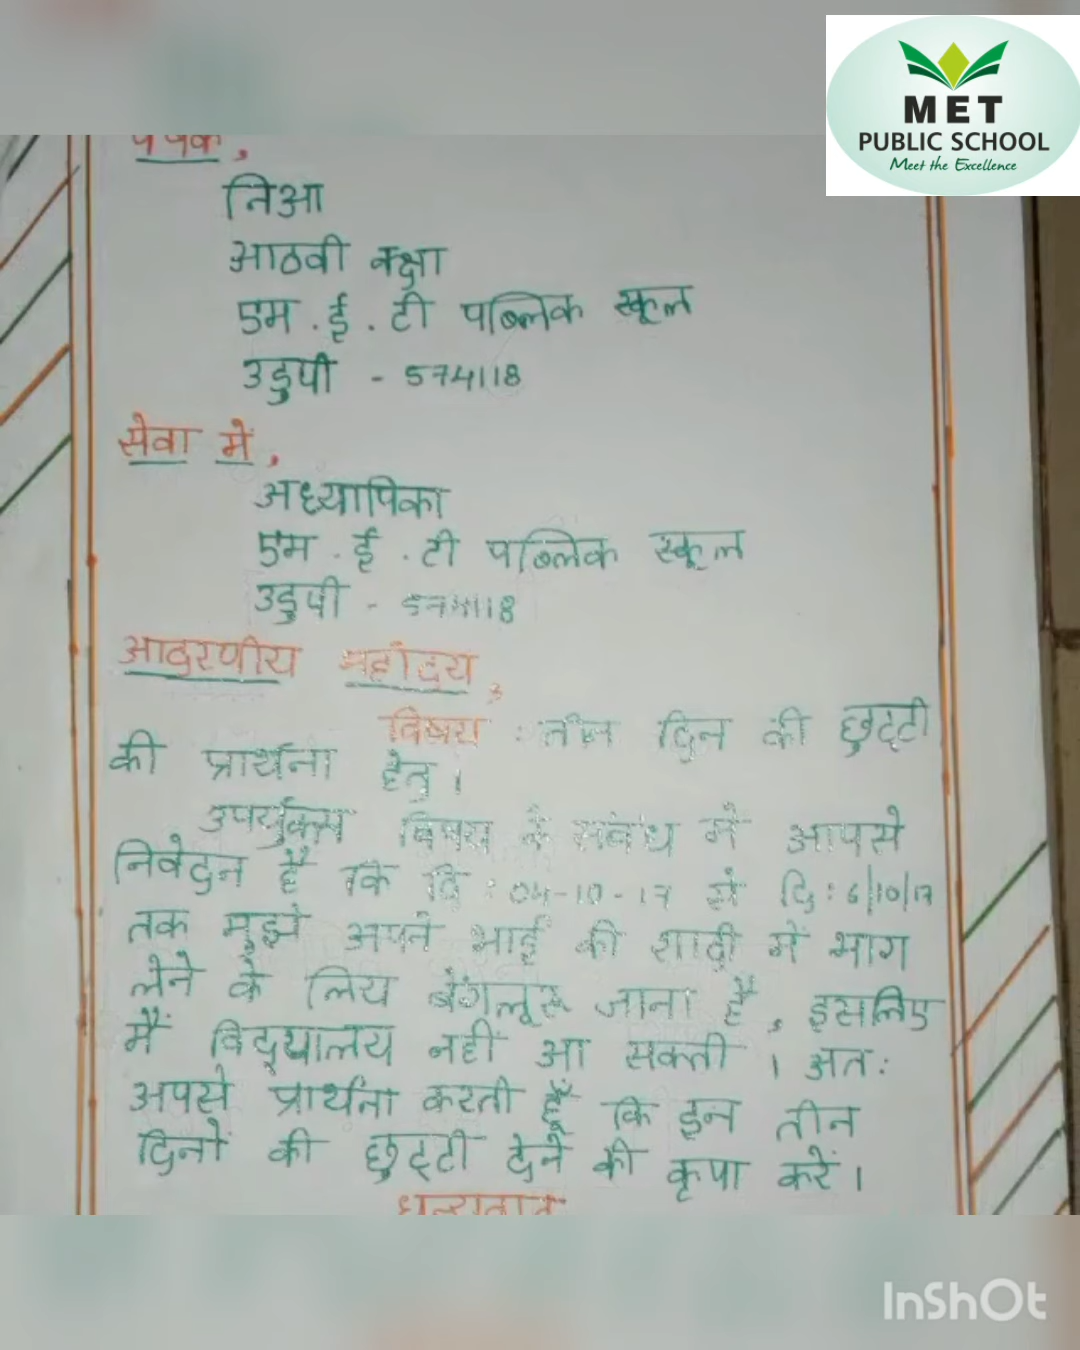 MET
PUBLIC SCHOOL
Meet the Excellence
निआ
आठवी कक्षा
एम . ई . टी पब्लिक स्कूल
उडुपी - 574118
सेवा में,
अध्यापिका
एम . ई . टी पब्लिक स्कूल
उडुपी - 574118
आदरणीय महोदय,
विषय : तीन दिन की छुट्टी
की प्रार्थना हेतु।
उपर्युक्त विषय के संबंध में आपसे
निवेदन हैं कि दि : 04-10-17 से दि : 6/10/17
तक मुझे अपने भाई की शादी में भाग
लेने के लिय बेंगलूरू जाना हैं, इसलिए
मैं विद्यालय नहीं आ सकती । अतः
अपसे प्रार्थना करती हूँ कि इन तीन
दिनों की छुट्टी देने की कृपा करें।
InShOt